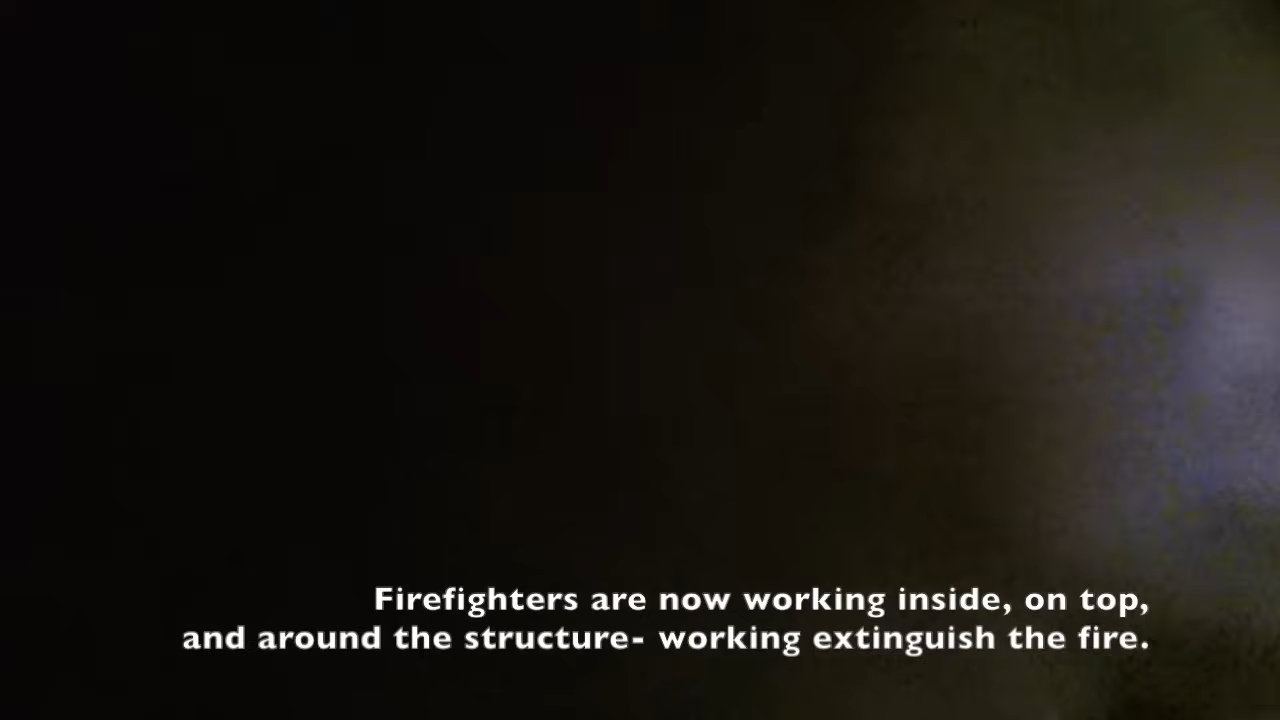 Firefighters are now working inside, on top,
and around the structure- working extinguish the fire.